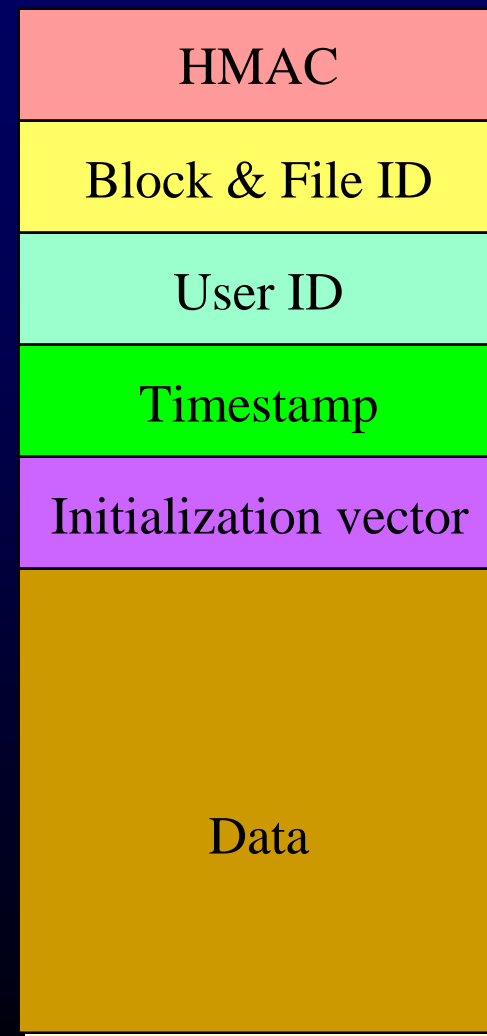 HMAC
Block & File ID
User ID
Timestamp
Initialization vector
Data